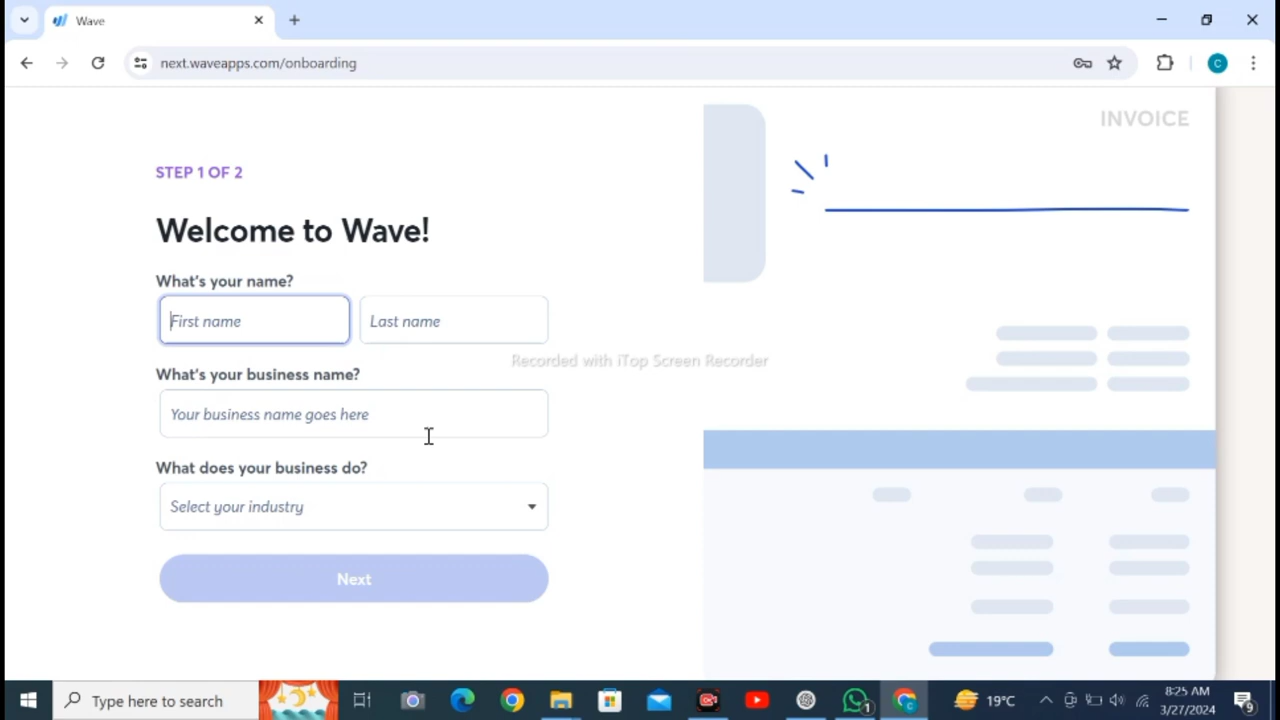 Wave
next.waveapps.com/onboarding
C
INVOICE
STEP 1 OF 2
Welcome to Wave!
What's your name?
First name
Last name
Recorded with iTop Screen Recorder
What's your business name?
Your business name goes here
What does your business do?
Select your industry
Next
Type here to search
1
19°C
8:25 AM
3/27/2024
9